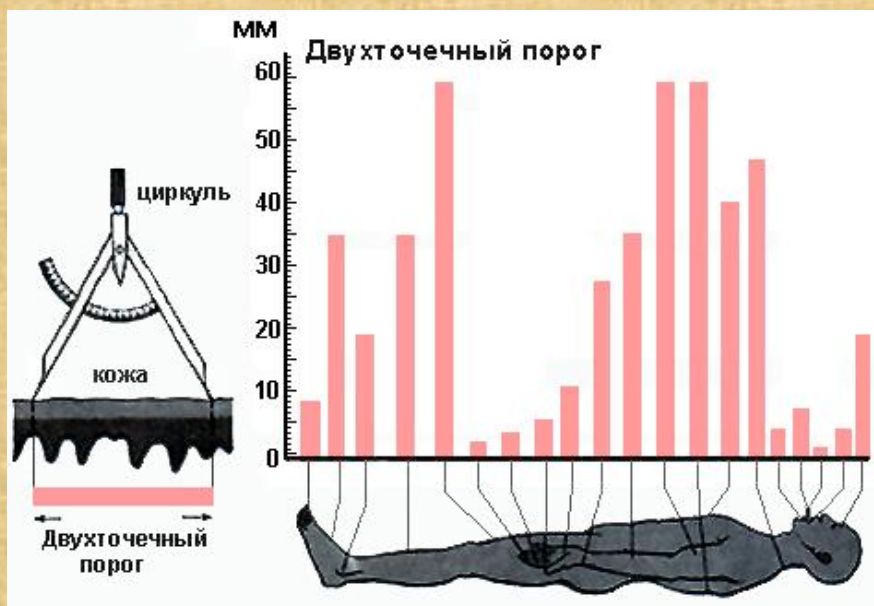 мм
Двухточечный порог
60
50
40
30
20
10
0
циркуль
кожа
Двухточечный
порог